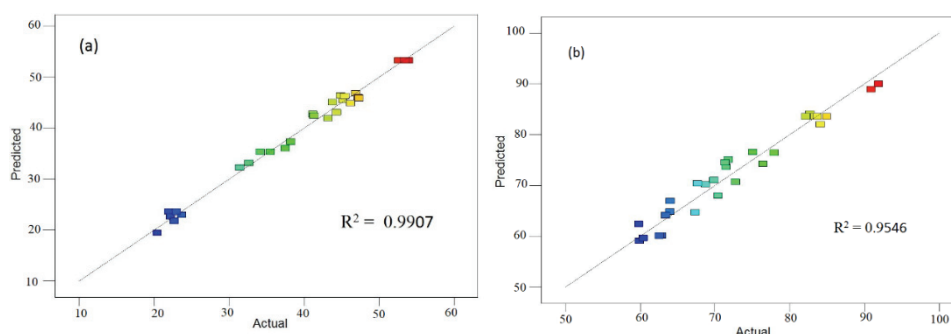 (a)
Predicted
60
50
40
30
20
10
R² = 0.9907
10 20 30 40 50 60
Actual
(b)
Predicted
100
90
80
70
60
50
R² = 0.9546
50 60 70 80 90 100
Actual